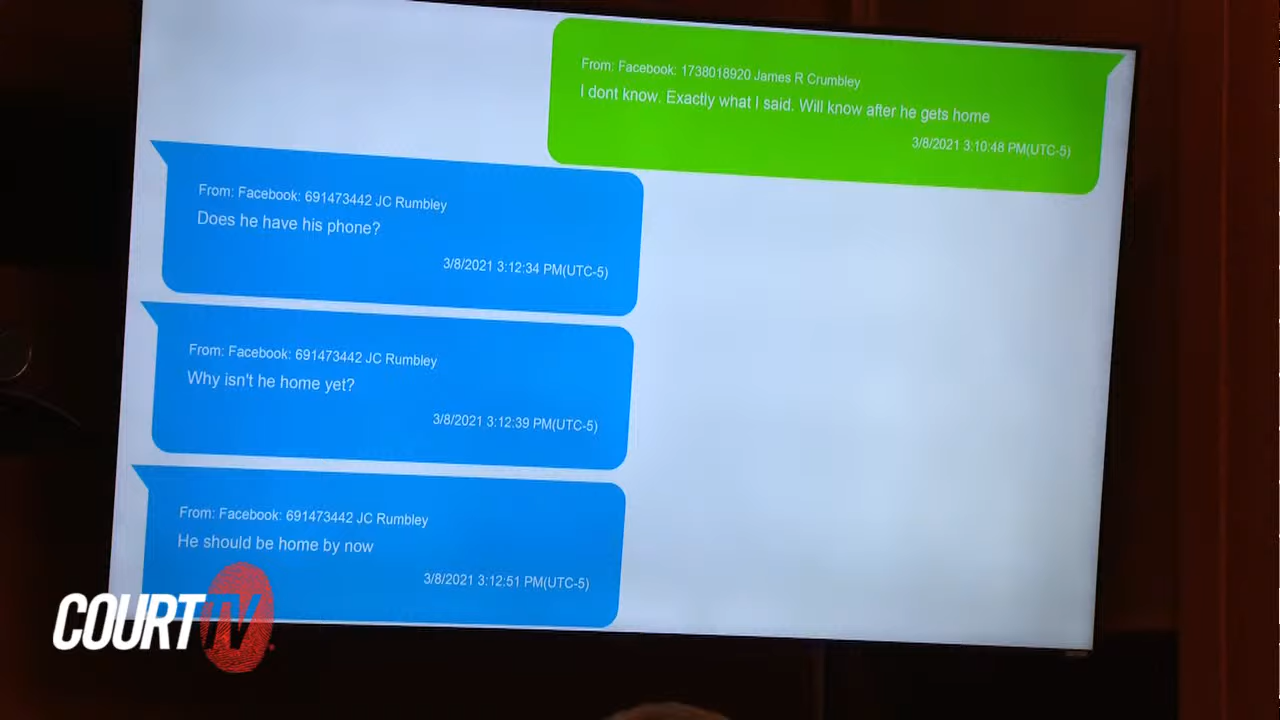 From: Facebook: 1738018920 James R Crumbley
I dont know. Exactly what I said. Will know after he gets home
3/8/2021 3:10:48 PM(UTC-5)
From: Facebook: 691473442 JC Rumbley
Does he have his phone?
3/8/2021 3:12:34 PM(UTC-5)
From: Facebook: 691473442 JC Rumbley
Why isn't he home yet?
3/8/2021 3:12:39 PM(UTC-5)
From: Facebook: 691473442 JC Rumbley
He should be home by now
3/8/2021 3:12:51 PM(UTC-5)
COURT TV